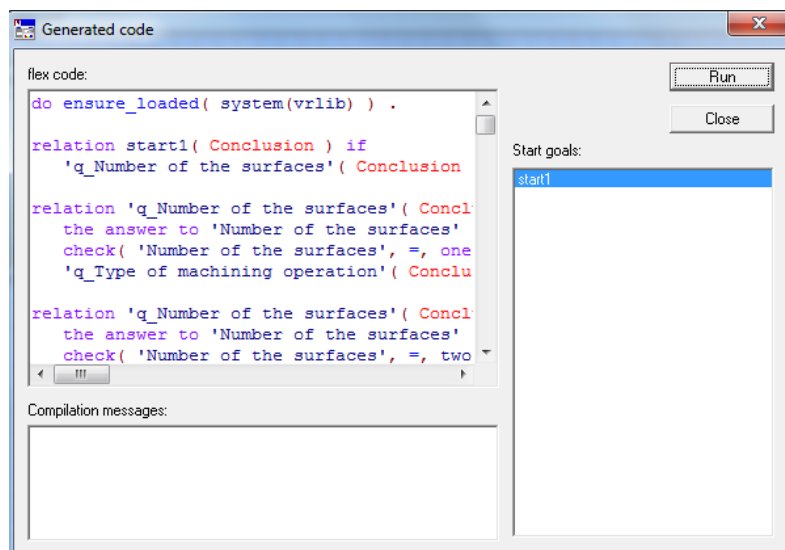 Generated code
flex code:
do ensure_loaded( system(vrlib) ) .
relation start1( Conclusion ) if
'q_Number of the surfaces'( Conclusion
relation 'q_Number of the surfaces'( Concl
the answer to 'Number of the surfaces'
check( 'Number of the surfaces', =, one
'q_Type of machining operation'( Conclu
relation 'q_Number of the surfaces'( Concl
the answer to 'Number of the surfaces'
check( 'Number of the surfaces', =, two
Compilation messages:
Run
Close
Start goals:
start1